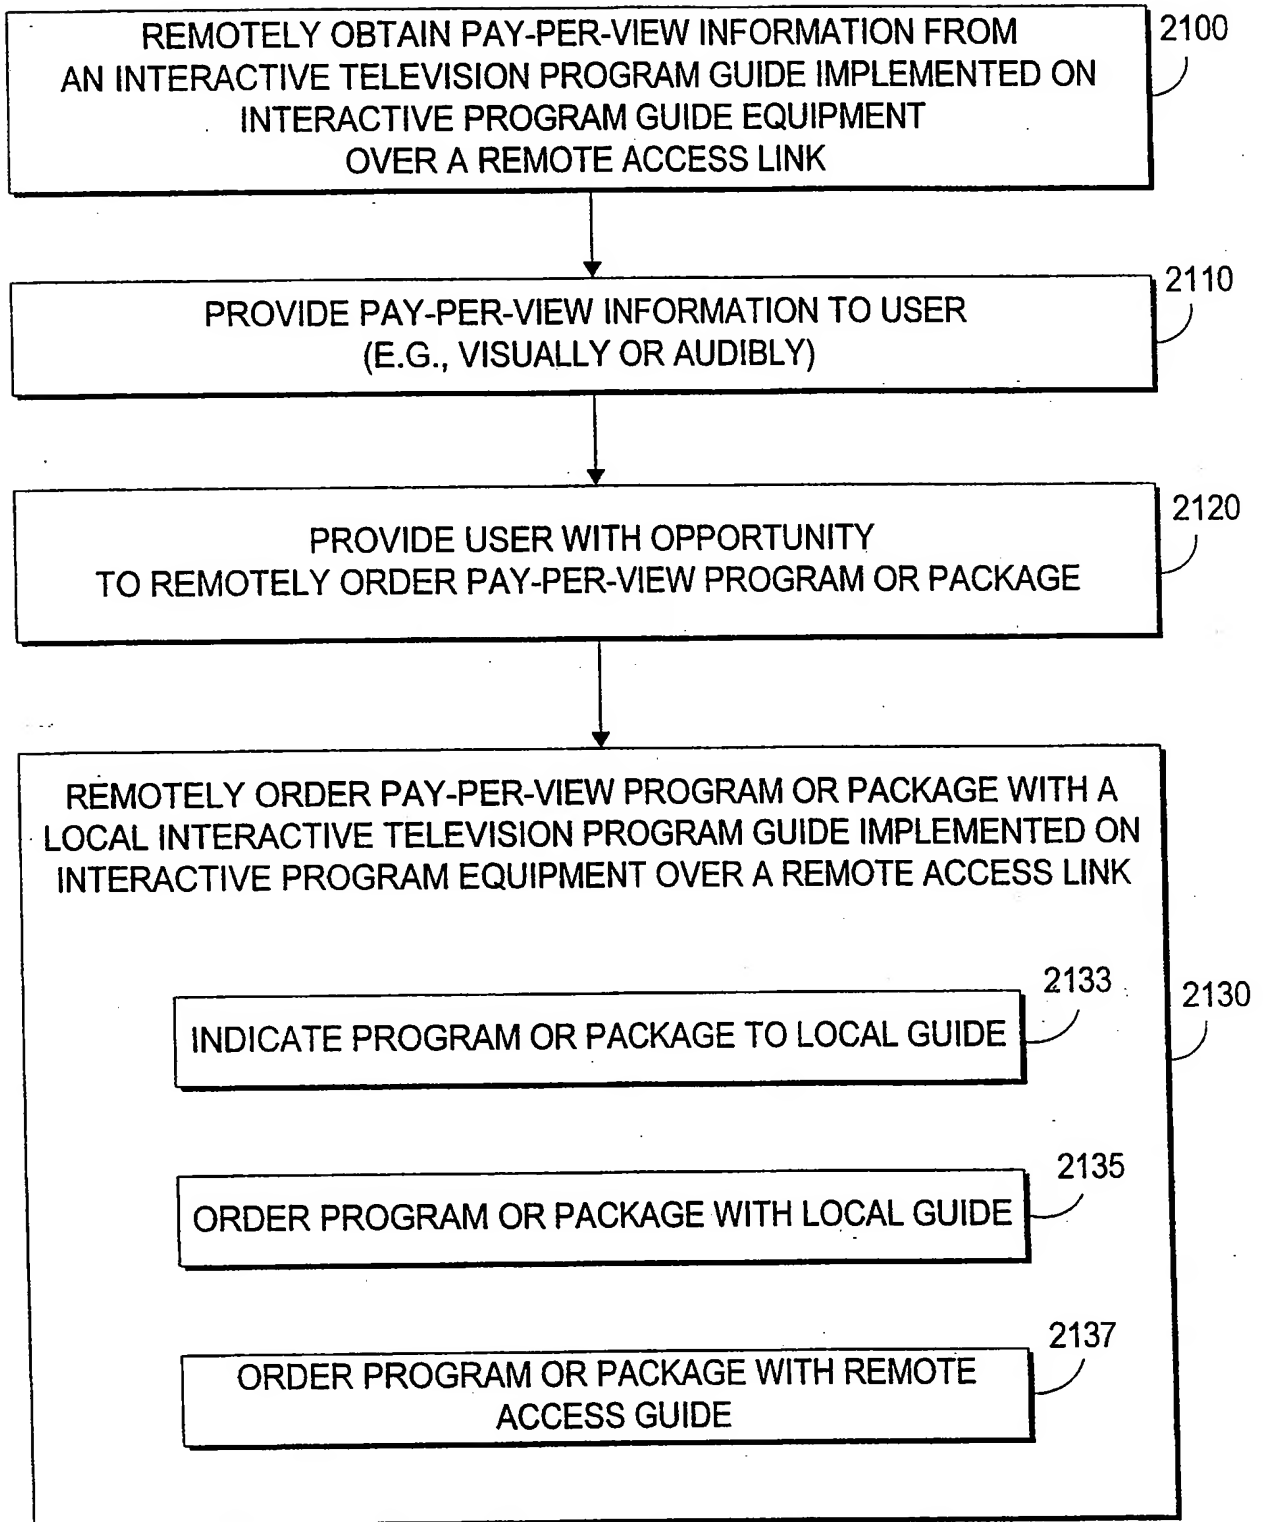 REMOTELY OBTAIN PAY-PER-VIEW INFORMATION FROM
AN INTERACTIVE TELEVISION PROGRAM GUIDE IMPLEMENTED ON
INTERACTIVE PROGRAM GUIDE EQUIPMENT
OVER A REMOTE ACCESS LINK
2100
PROVIDE PAY-PER-VIEW INFORMATION TO USER
(E.G., VISUALLY OR AUDIBLY)
2110
PROVIDE USER WITH OPPORTUNITY
TO REMOTELY ORDER PAY-PER-VIEW PROGRAM OR PACKAGE
2120
REMOTELY ORDER PAY-PER-VIEW PROGRAM OR PACKAGE WITH A
LOCAL INTERACTIVE TELEVISION PROGRAM GUIDE IMPLEMENTED ON
INTERACTIVE PROGRAM EQUIPMENT OVER A REMOTE ACCESS LINK
2130
INDICATE PROGRAM OR PACKAGE TO LOCAL GUIDE
2133
ORDER PROGRAM OR PACKAGE WITH LOCAL GUIDE
2135
ORDER PROGRAM OR PACKAGE WITH REMOTE
ACCESS GUIDE
2137